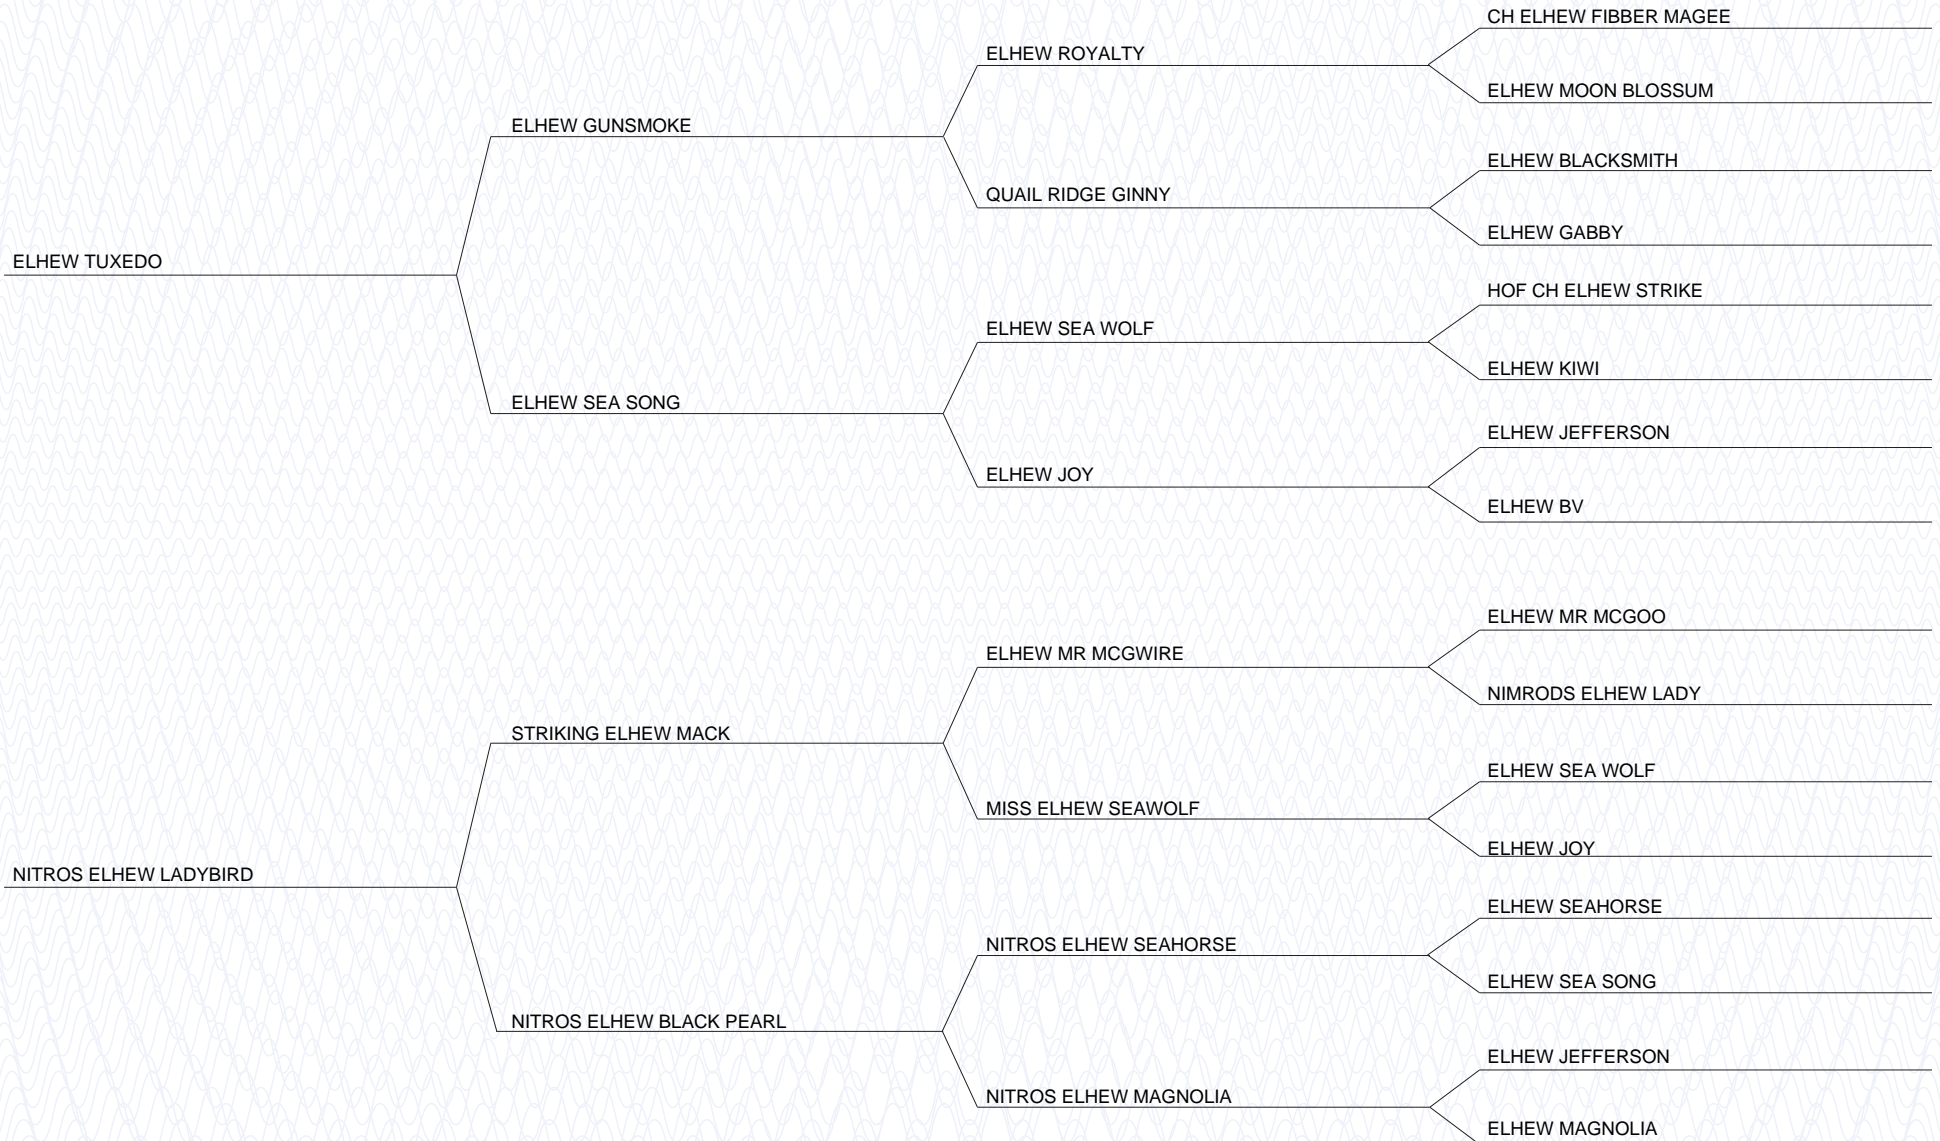 CH ELHEW FIBBER MAGEE
ELHEW ROYALTY
ELHEW MOON BLOSSUM
ELHEW GUNSMOKE
ELHEW BLACKSMITH
QUAIL RIDGE GINNY
ELHEW GABBY
ELHEW TUXEDO
HOF CH ELHEW STRIKE
ELHEW SEA WOLF
ELHEW KIWI
ELHEW SEA SONG
ELHEW JEFFERSON
ELHEW JOY
ELHEW BV
ELHEW MR MCGOO
ELHEW MR MCGWIRE
NIMRODS ELHEW LADY
STRIKING ELHEW MACK
ELHEW SEA WOLF
MISS ELHEW SEAWOLF
ELHEW JOY
NITROS ELHEW LADYBIRD
ELHEW SEAHORSE
NITROS ELHEW SEAHORSE
ELHEW SEA SONG
NITROS ELHEW BLACK PEARL
ELHEW JEFFERSON
NITROS ELHEW MAGNOLIA
ELHEW MAGNOLIA